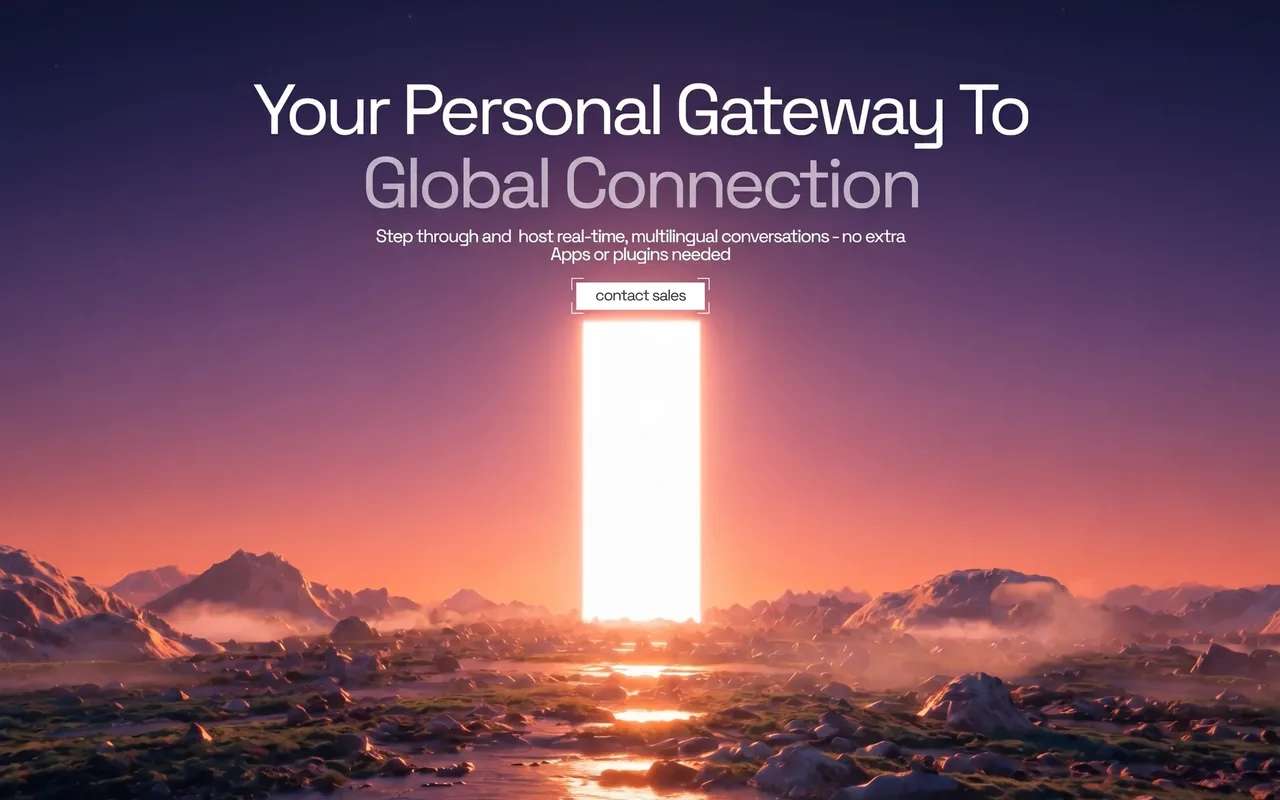 Your Personal Gateway To
Global Connection
Step through and  host real-time, multilingual conversations - no extra
Apps or plugins needed
contact sales